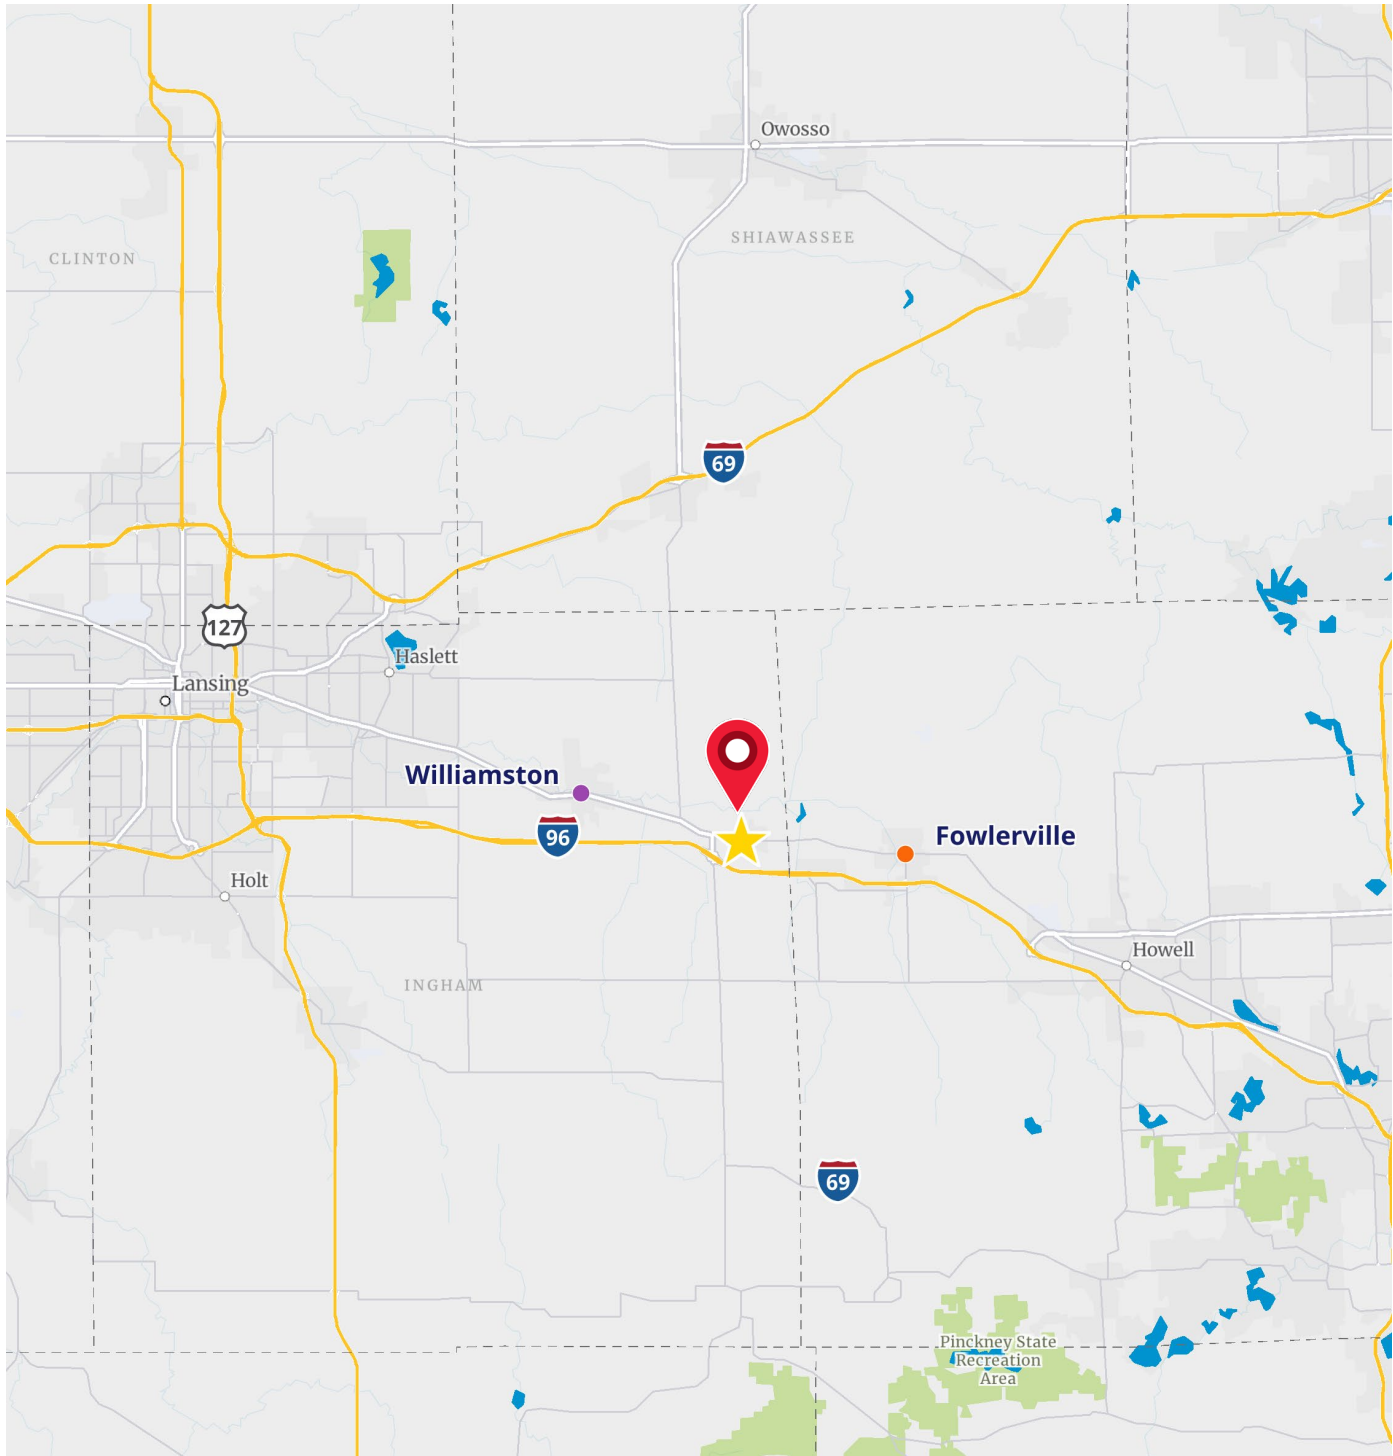 Owosso
SHIAWASSEE
CLINTON
69
127
Haslett
Lansing
Williamston
96
Fowlerville
Holt
Howell
INGHAM
69
Pinckney State
Recreation
Area